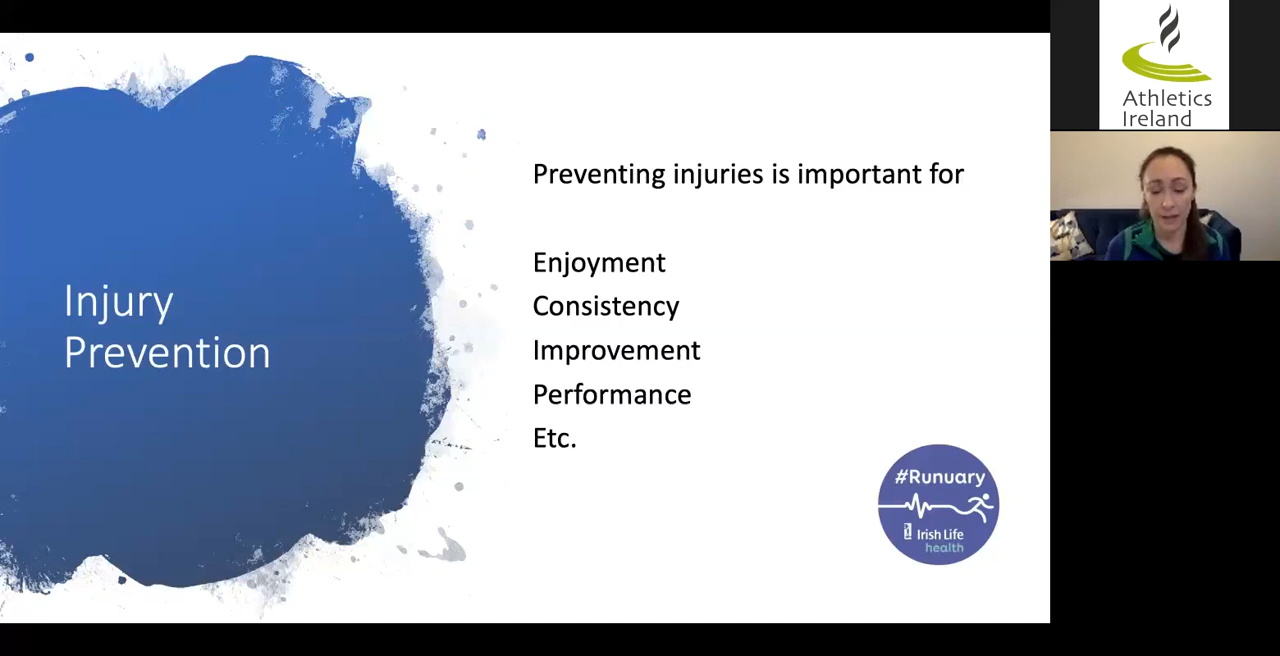 Injury
Prevention
Preventing injuries is important for
Enjoyment
Consistency
Improvement
Performance
Etc.
#Runuary
Irish Life
health
Athletics
Ireland